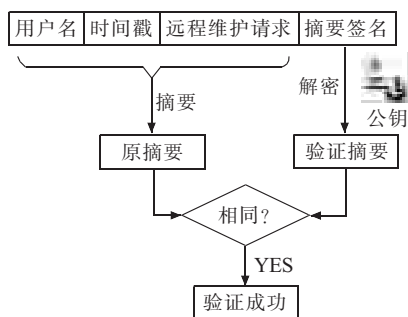 用户名 时间戳 远程维护请求 摘要签名
摘要
解密
公钥
原摘要
验证摘要
相同?
YES
验证成功